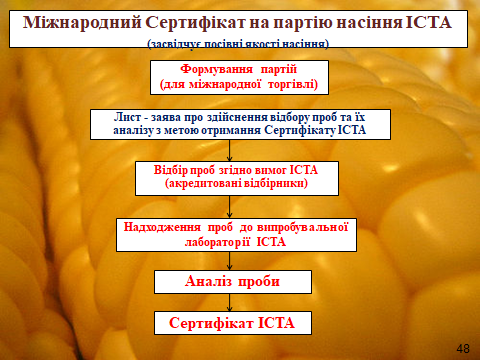 Міжнародний Сертифікат на партію насіння ІСТА
(засвідчує посівні якості насіння)
Формування партій
(для міжнародної торгівлі)
Лист - заява про здійснення відбору проб та їх
аналізу з метою отримання Сертифікату ІСТА
Відбір проб згідно вимог ІСТА
(акредитовані відбірники)
Надходження проб до випробувальної
лабораторії ІСТА
Аналіз проби
Сертифікат ІСТА
48